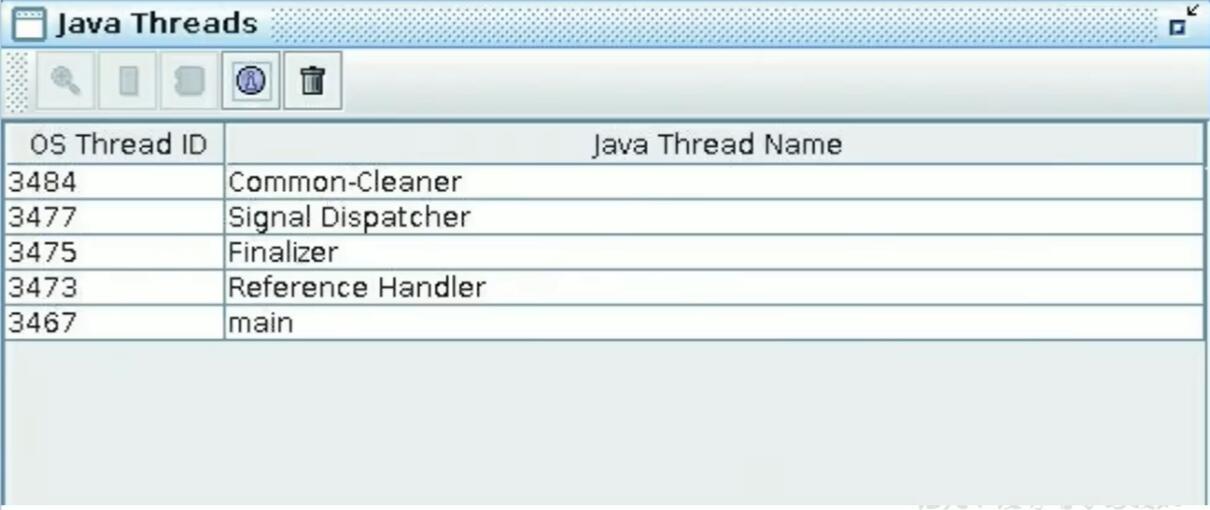 Java Threads
OS Thread ID Java Thread Name
3484 Common-Cleaner
3477 Signal Dispatcher
3475 Finalizer
3473 Reference Handler
3467 main